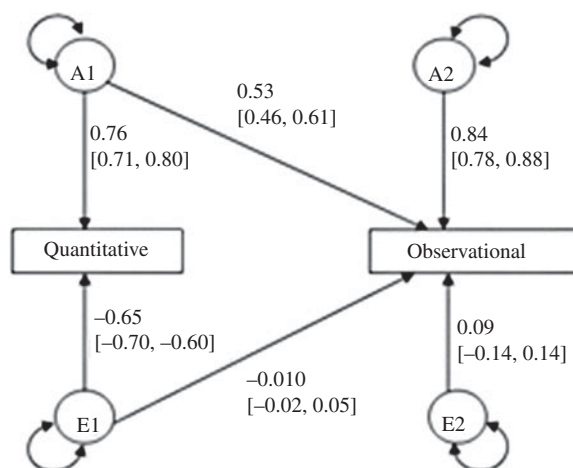 A1
A2
0.53
[0.46, 0.61]
0.76
[0.71, 0.80]
0.84
[0.78, 0.88]
Quantitative
Observational
–0.65
[–0.70, –0.60]
0.09
[–0.14, 0.14]
–0.010
[–0.02, 0.05]
E1
E2